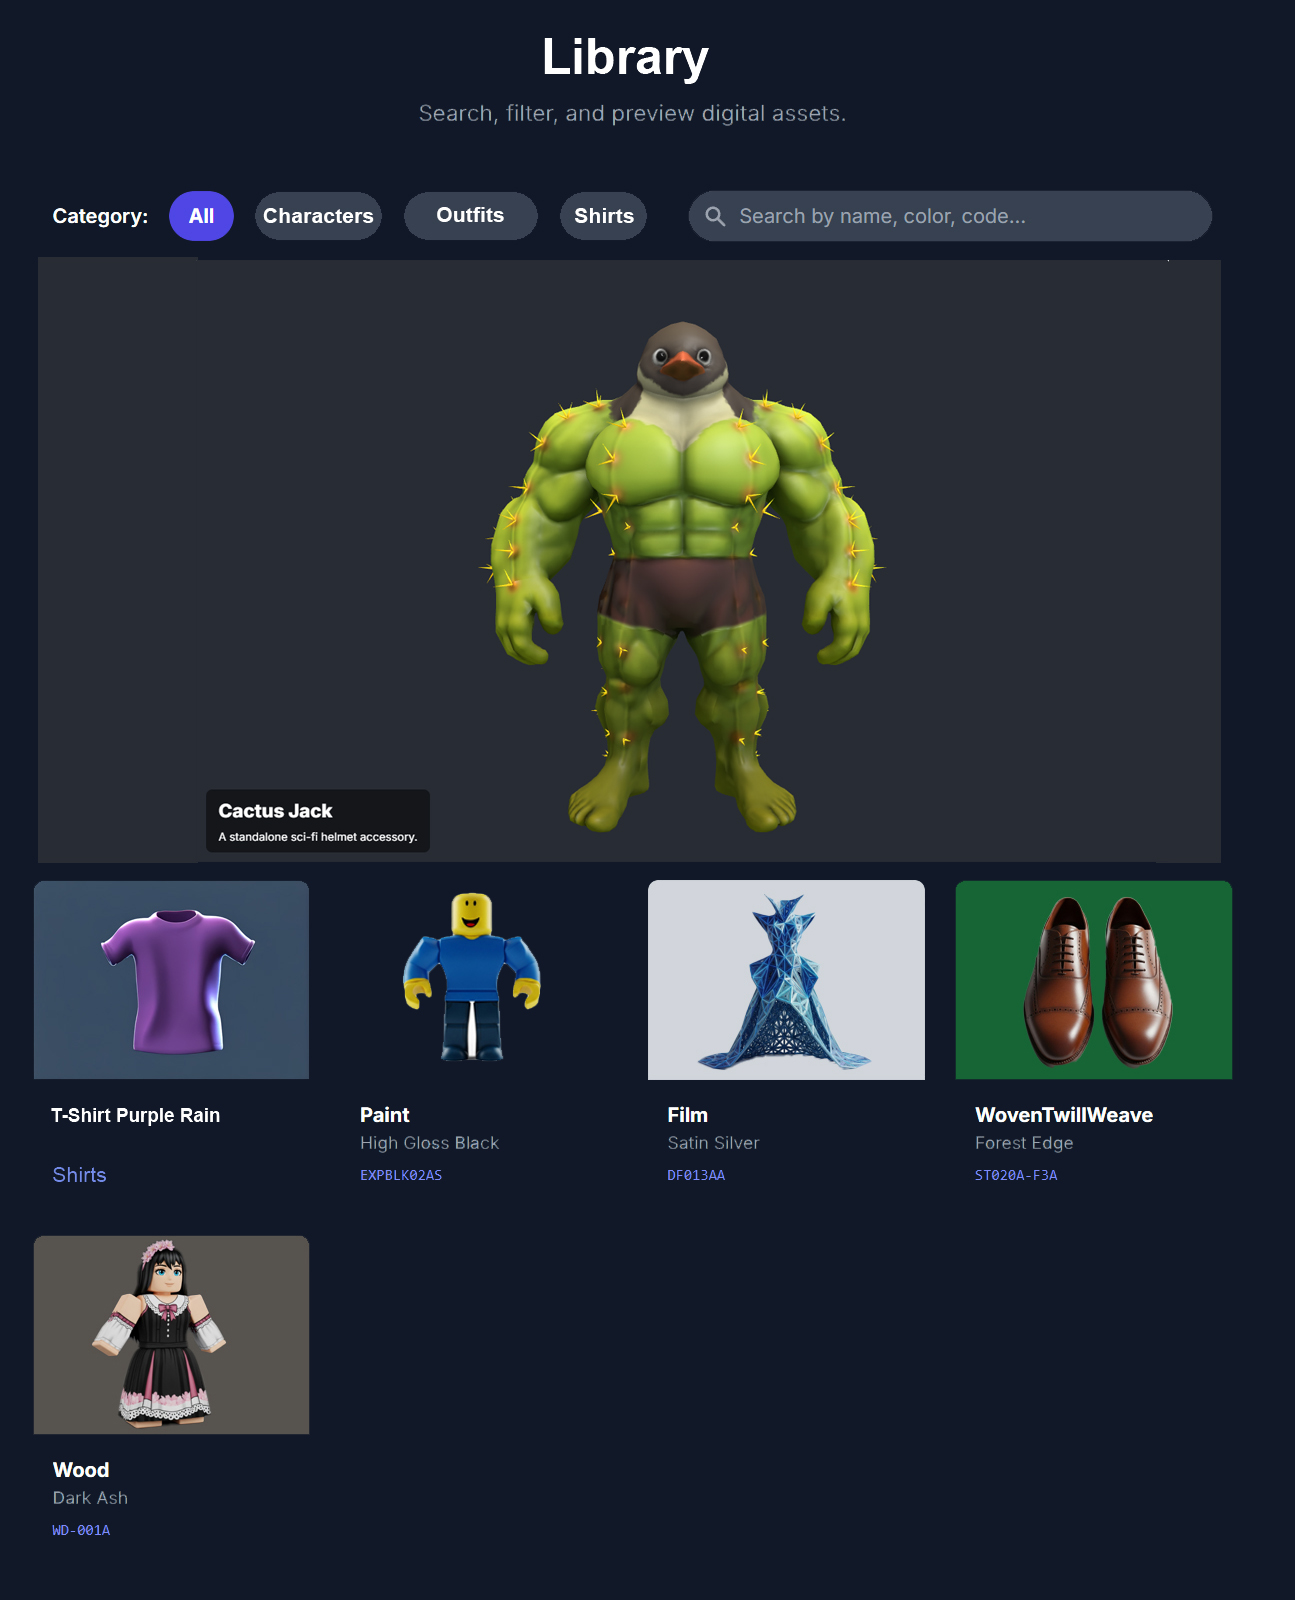 Library
Search, filter, and preview digital assets.
Category: All Characters Outfits Shirts Search by name, color, code...
Cactus Jack
A standalone sci-fi helmet accessory.
T-Shirt Purple Rain
Shirts
Paint
High Gloss Black
EXPBLK02AS
Film
Satin Silver
DF013AA
WovenTwillWeave
Forest Edge
ST020A-F3A
Wood
Dark Ash
WD-001A